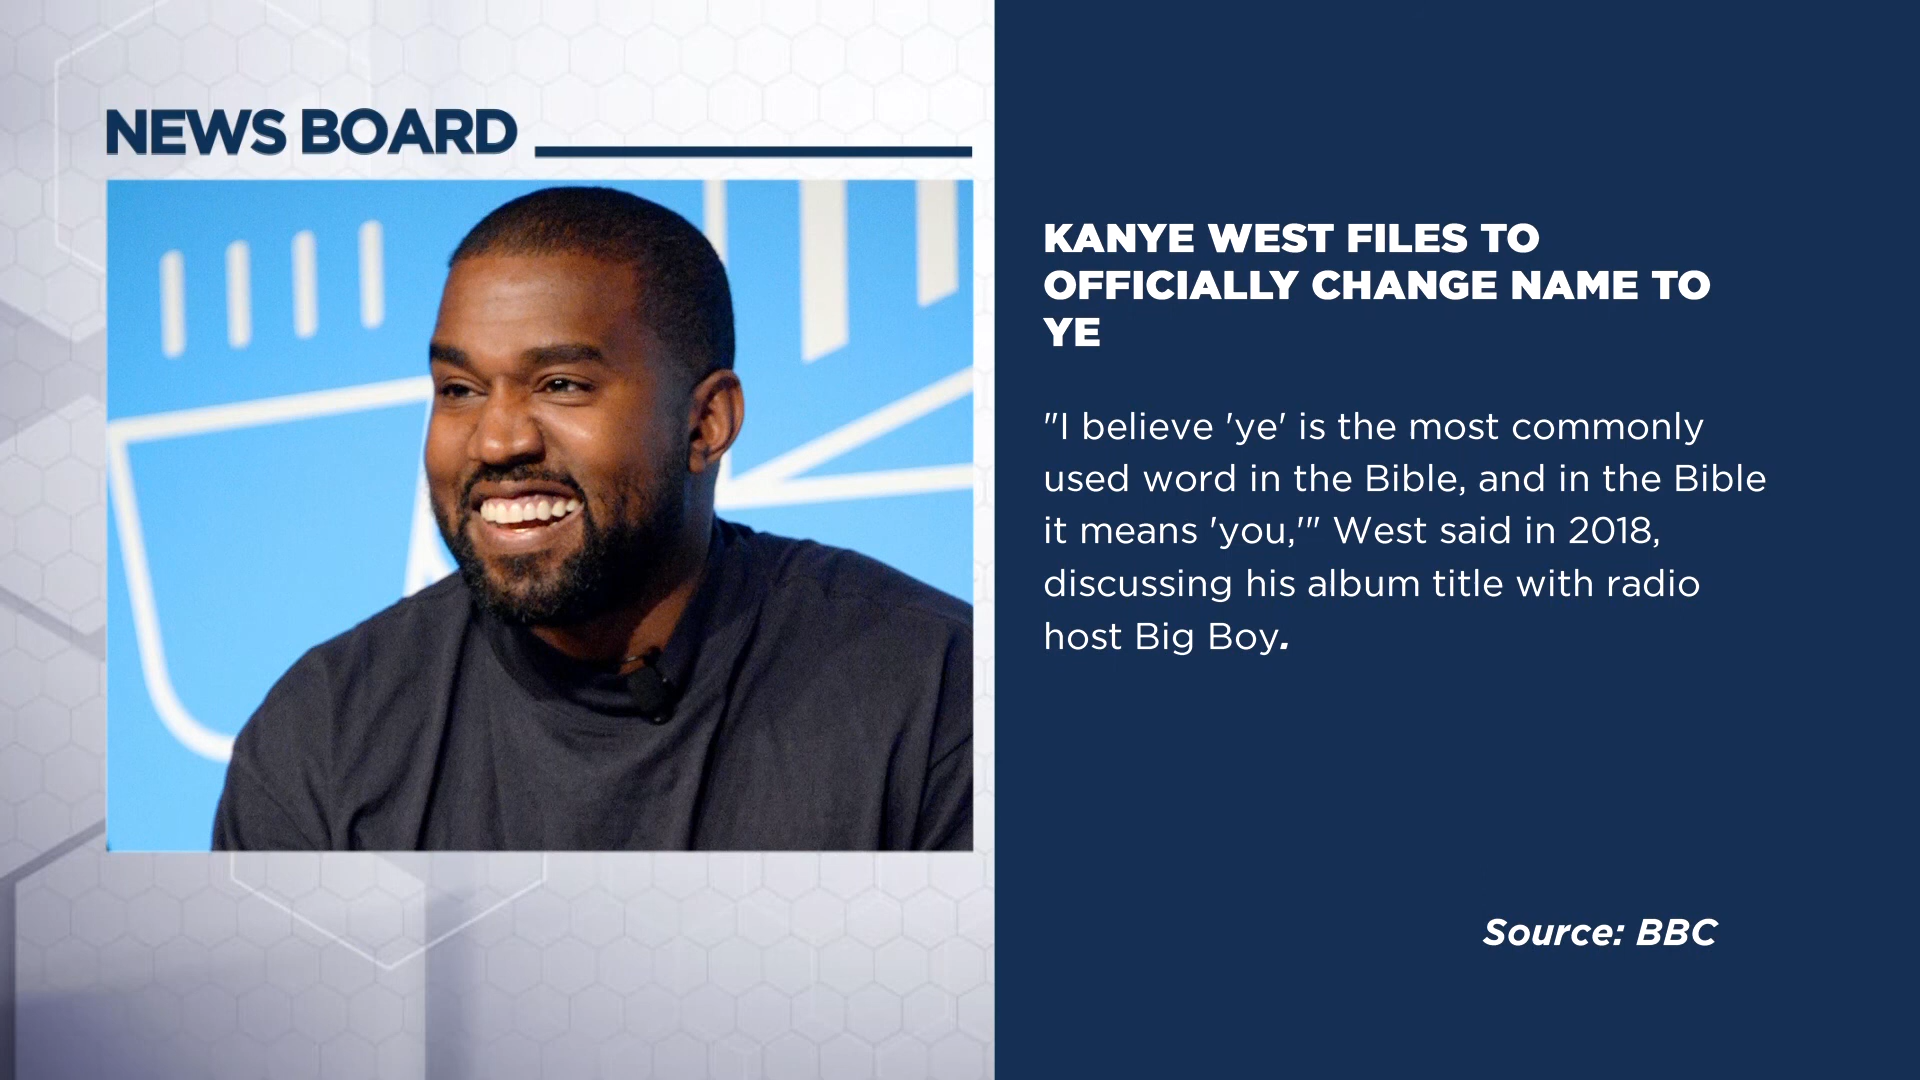 NEWS BOARD
KANYE WEST FILES TO
OFFICIALLY CHANGE NAME TO
YE
"I believe 'ye' is the most commonly
used word in the Bible, and in the Bible
it means 'you,'" West said in 2018,
discussing his album title with radio
host Big Boy.
Source: BBC